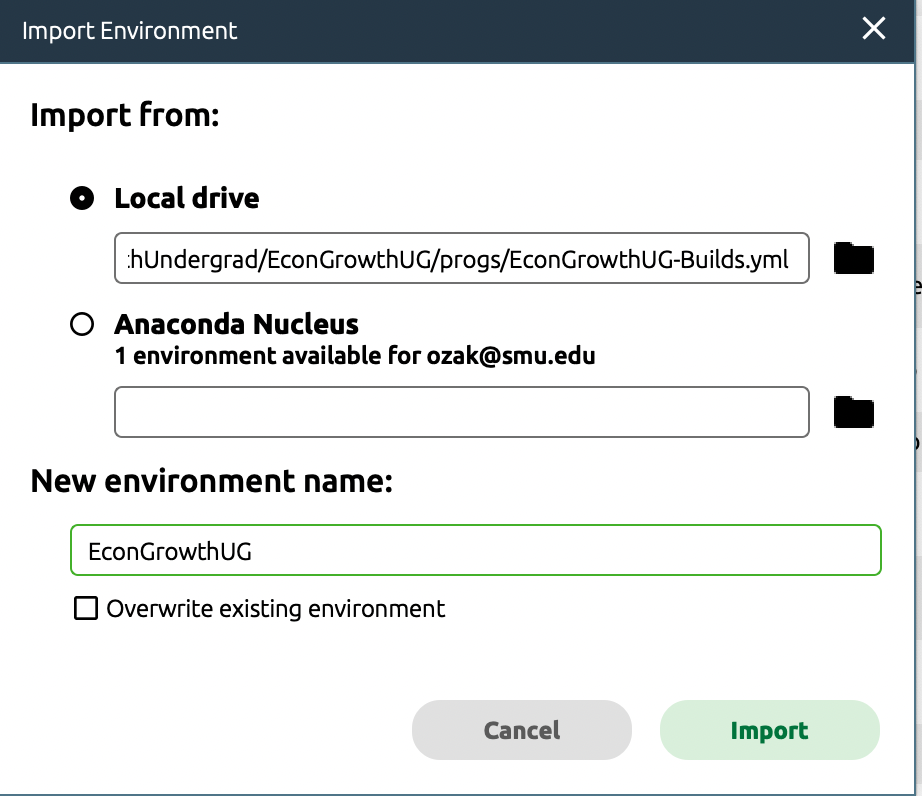 Import Environment
Import from:
Local drive
:hUndergrad/EconGrowthUG/progs/EconGrowthUG-Builds.yml
Anaconda Nucleus
1 environment available for ozak@smu.edu
New environment name:
EconGrowthUG
Overwrite existing environment
Cancel
Import